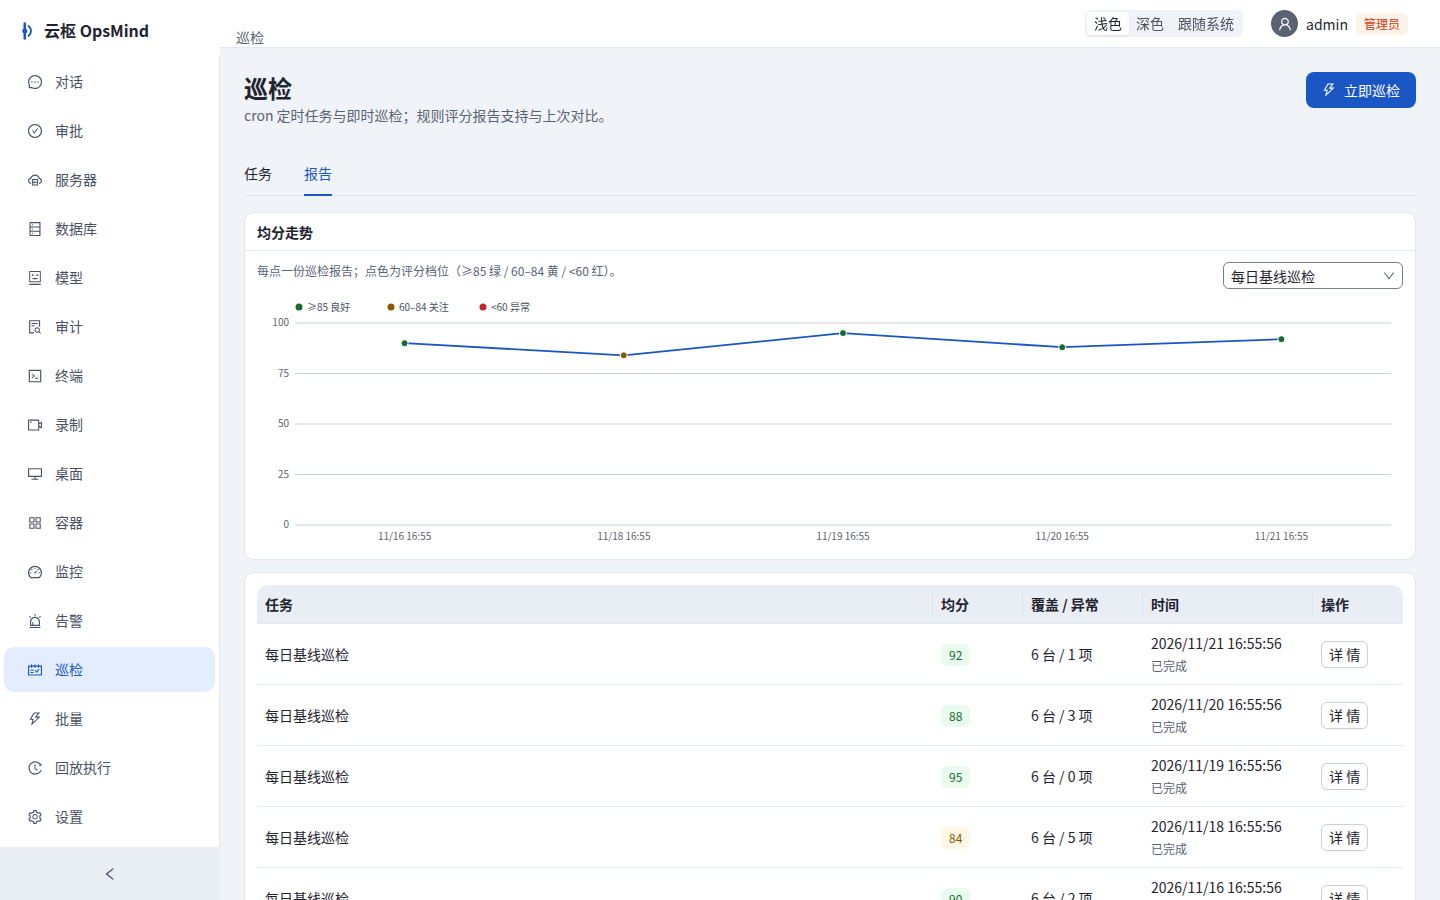 云枢 OpsMind
巡检
浅色 深色 跟随系统
admin 管理员
对话
审批
服务器
数据库
模型
审计
终端
录制
桌面
容器
监控
告警
巡检
批量
回放执行
设置
巡检
cron 定时任务与即时巡检；规则评分报告支持与上次对比。
立即巡检
任务 报告
均分走势
每点一份巡检报告；点色为评分档位（≥85 绿 / 60–84 黄 / <60 红）。
每日基线巡检
≥85 良好 60–84 关注 <60 异常
100
75
50
25
0
11/16 16:55 11/18 16:55 11/19 16:55 11/20 16:55 11/21 16:55
任务 均分 覆盖 / 异常 时间 操作
每日基线巡检 92 6 台 / 1 项 2026/11/21 16:55:56 已完成 详 情
每日基线巡检 88 6 台 / 3 项 2026/11/20 16:55:56 已完成 详 情
每日基线巡检 95 6 台 / 0 项 2026/11/19 16:55:56 已完成 详 情
每日基线巡检 84 6 台 / 5 项 2026/11/18 16:55:56 已完成 详 情
每日基线巡检 90 6 台 / 2 项 2026/11/16 16:55:56 详 情